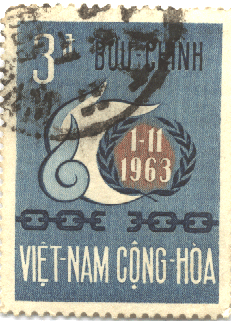 3đ BƯU-CHÍNH
1-11
1963
VIỆT-NAM CỘNG-HÒA